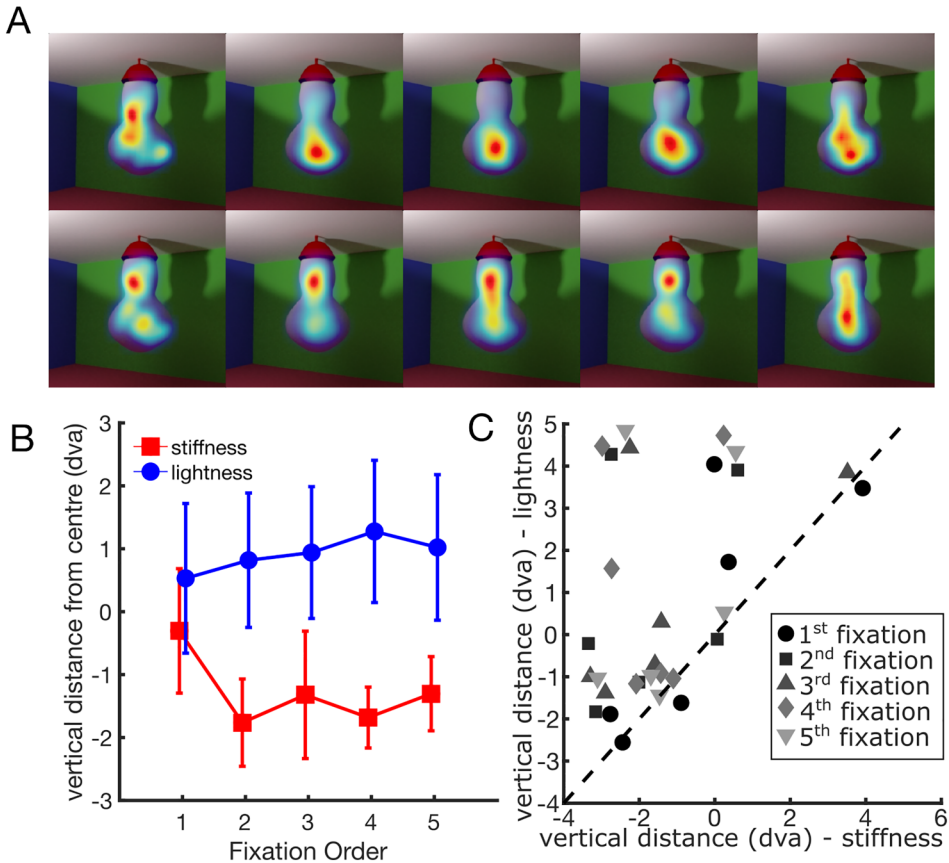 A
B
3
2
1
0
-1
-2
-3
vertical distance from centre (dva)
stiffness
lightness
1 2 3 4 5
Fixation Order
C
5
4
3
2
1
0
-1
-2
-3
-4
vertical distance (dva) - lightness
1st fixation
2nd fixation
3rd fixation
4th fixation
5th fixation
-4 -2 0 2 4 6
vertical distance (dva) - stiffness